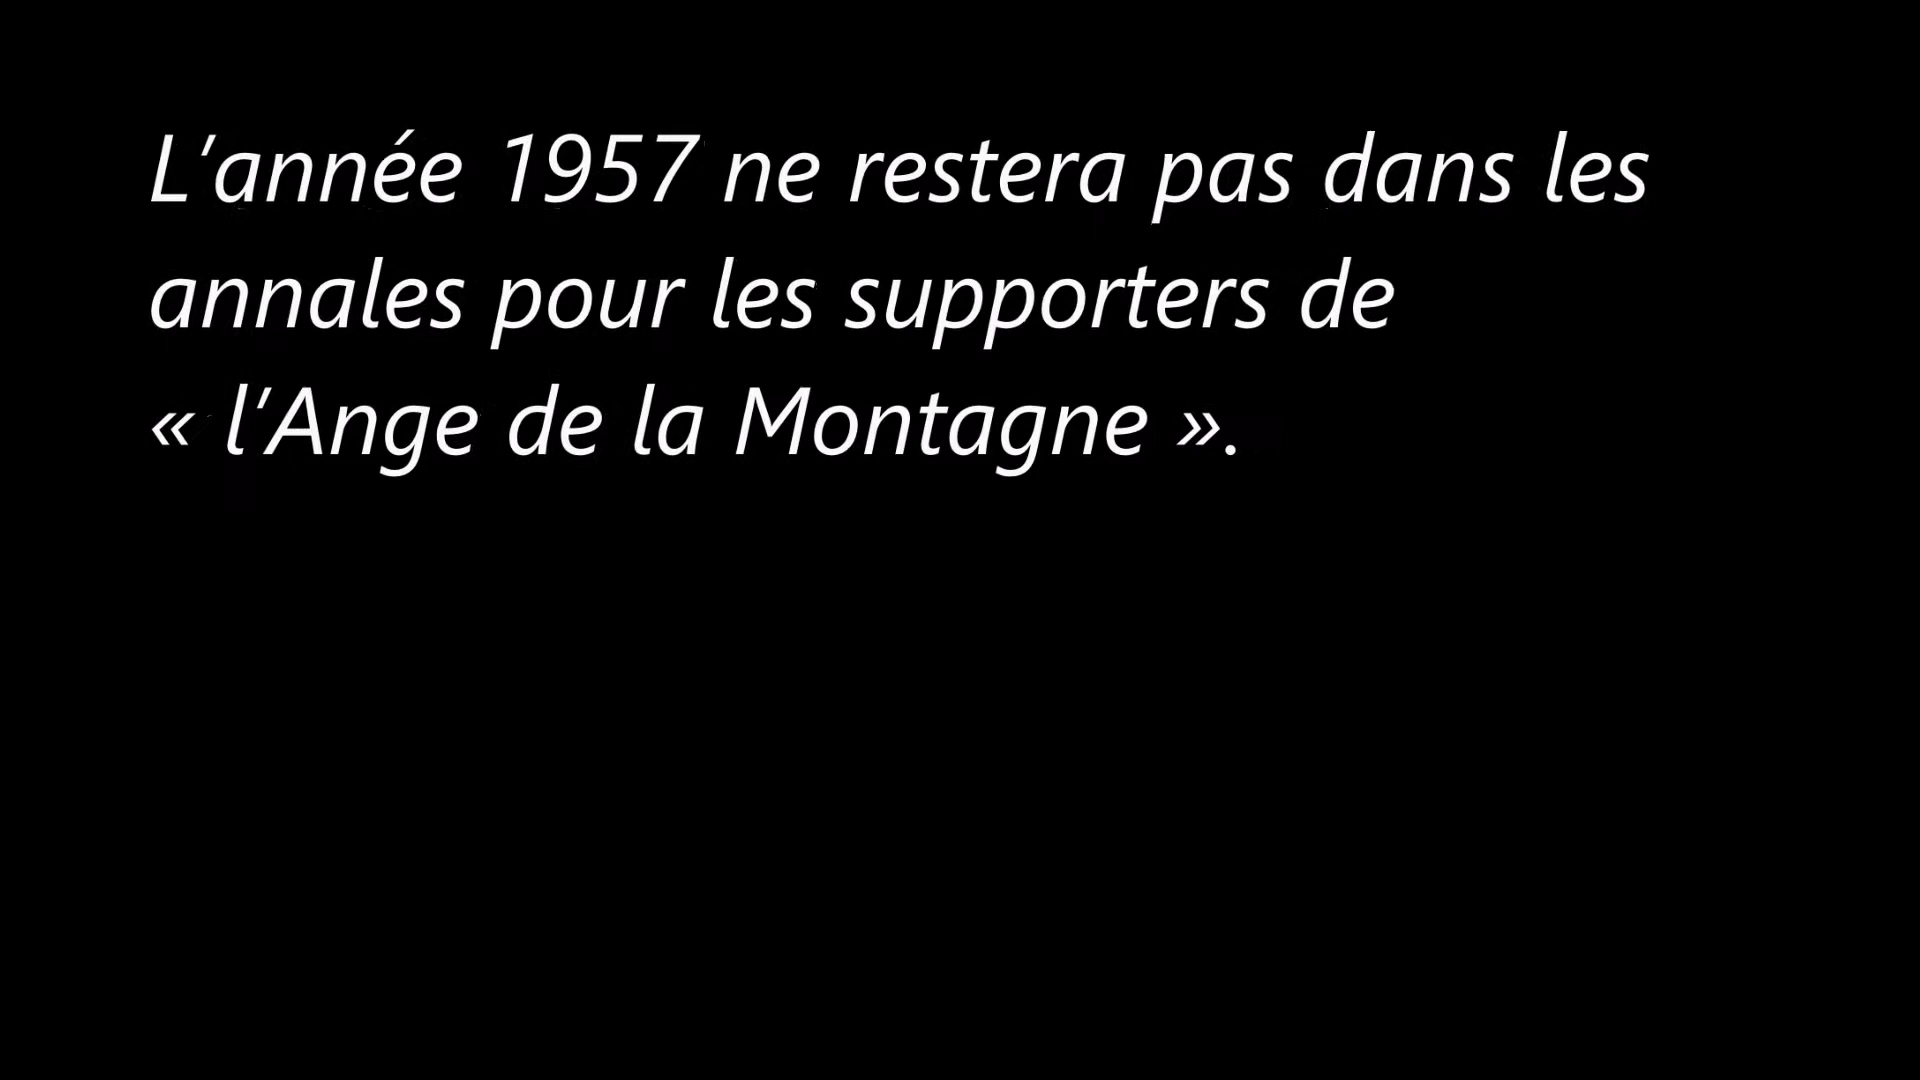 L’année 1957 ne restera pas dans les
annales pour les supporters de
« l’Ange de la Montagne ».